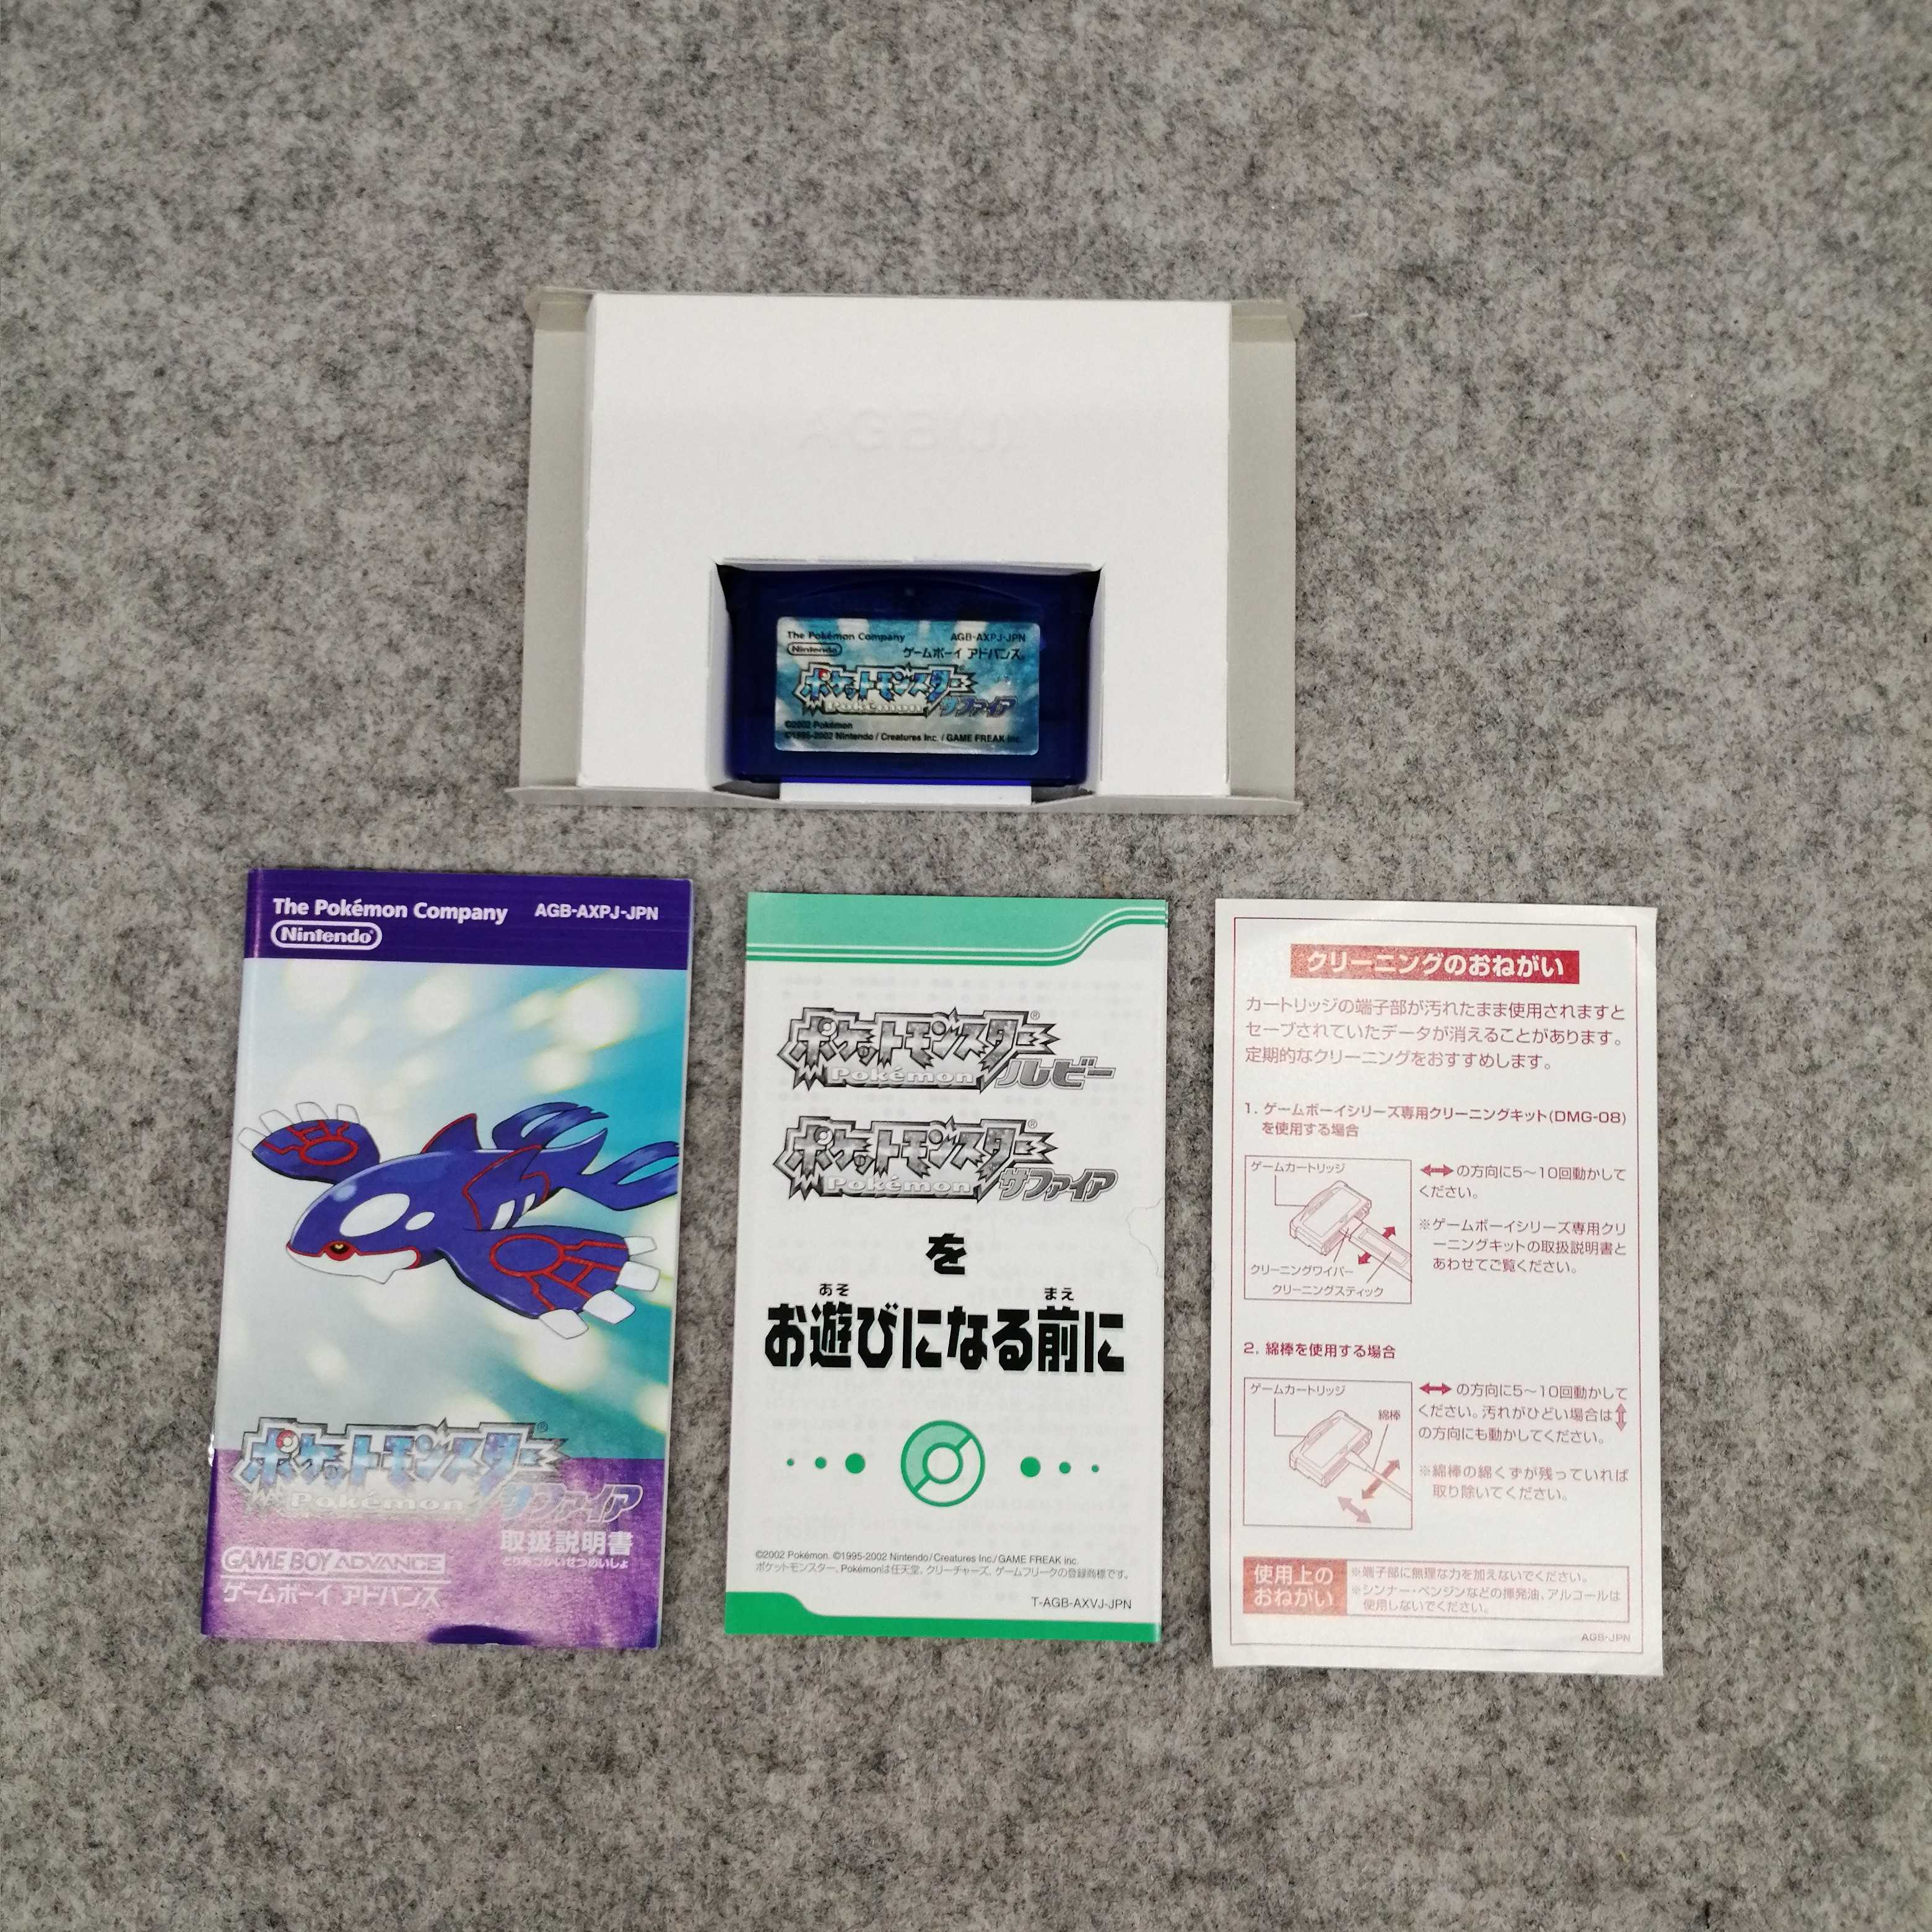 The Pokémon Company AGB-AXPJ-JPN
Nintendo ゲームボーイ アドバンス
ポケットモンスター
Pokémon サファイア
©2002 Pokémon
©1995-2002 Nintendo / Creatures Inc. / GAME FREAK inc.
The Pokémon Company AGB-AXPJ-JPN
Nintendo
ポケットモンスター
Pokémon サファイア
取扱説明書
とりあつかいせつめいしょ
GAME BOY ADVANCE
ゲームボーイ アドバンス
ポケットモンスター
Pokémon ルビー
ポケットモンスター
Pokémon サファイア
を
あそ まえ
お遊びになる前に
©2002 Pokémon. ©1995-2002 Nintendo/Creatures Inc./GAME FREAK inc.
ポケットモンスター、Pokémonは任天堂、クリーチャーズ、ゲームフリークの登録商標です。
T-AGB-AXVJ-JPN
クリーニングのおねがい
カートリッジの端子部が汚れたまま使用されますと
セーブされていたデータが消えることがあります。
定期的なクリーニングをおすすめします。
1. ゲームボーイシリーズ専用クリーニングキット(DMG-08)
を使用する場合
ゲームカートリッジ
クリーニングワイパー
クリーニングスティック
↔の方向に5〜10回動かして
ください。
※ゲームボーイシリーズ専用クリ
ーニングキットの取扱説明書と
あわせてご覧ください。
2. 綿棒を使用する場合
ゲームカートリッジ
綿棒
↔の方向に5〜10回動かして
ください。汚れがひどい場合は↕
の方向にも動かしてください。
※綿棒の綿くずが残っていれば
取り除いてください。
使用上の
おねがい
※端子部に無理な力を加えないでください。
※シンナー・ベンジンなどの揮発油、アルコールは
使用しないでください。
AGB-JPN